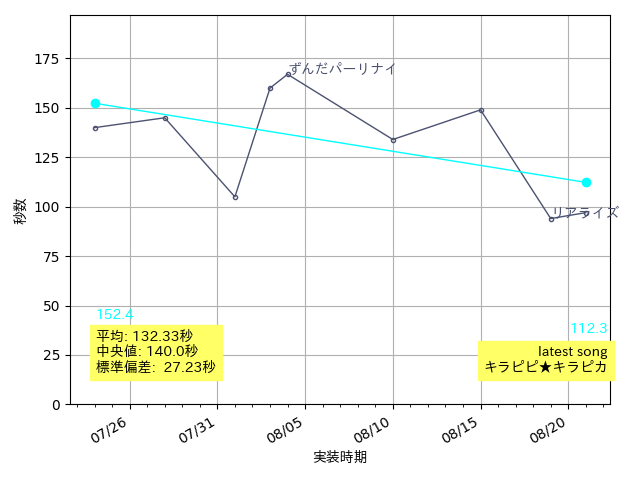 175
ずんだパーリナイ
150
125
100
リアライズ
75
50
152.4
112.3
平均: 132.33秒
中央値: 140.0秒
標準偏差: 27.23秒
latest song
キラピピ★キラピカ
25
0
秒数
07/26
07/31
08/05
08/10
08/15
08/20
実装時期